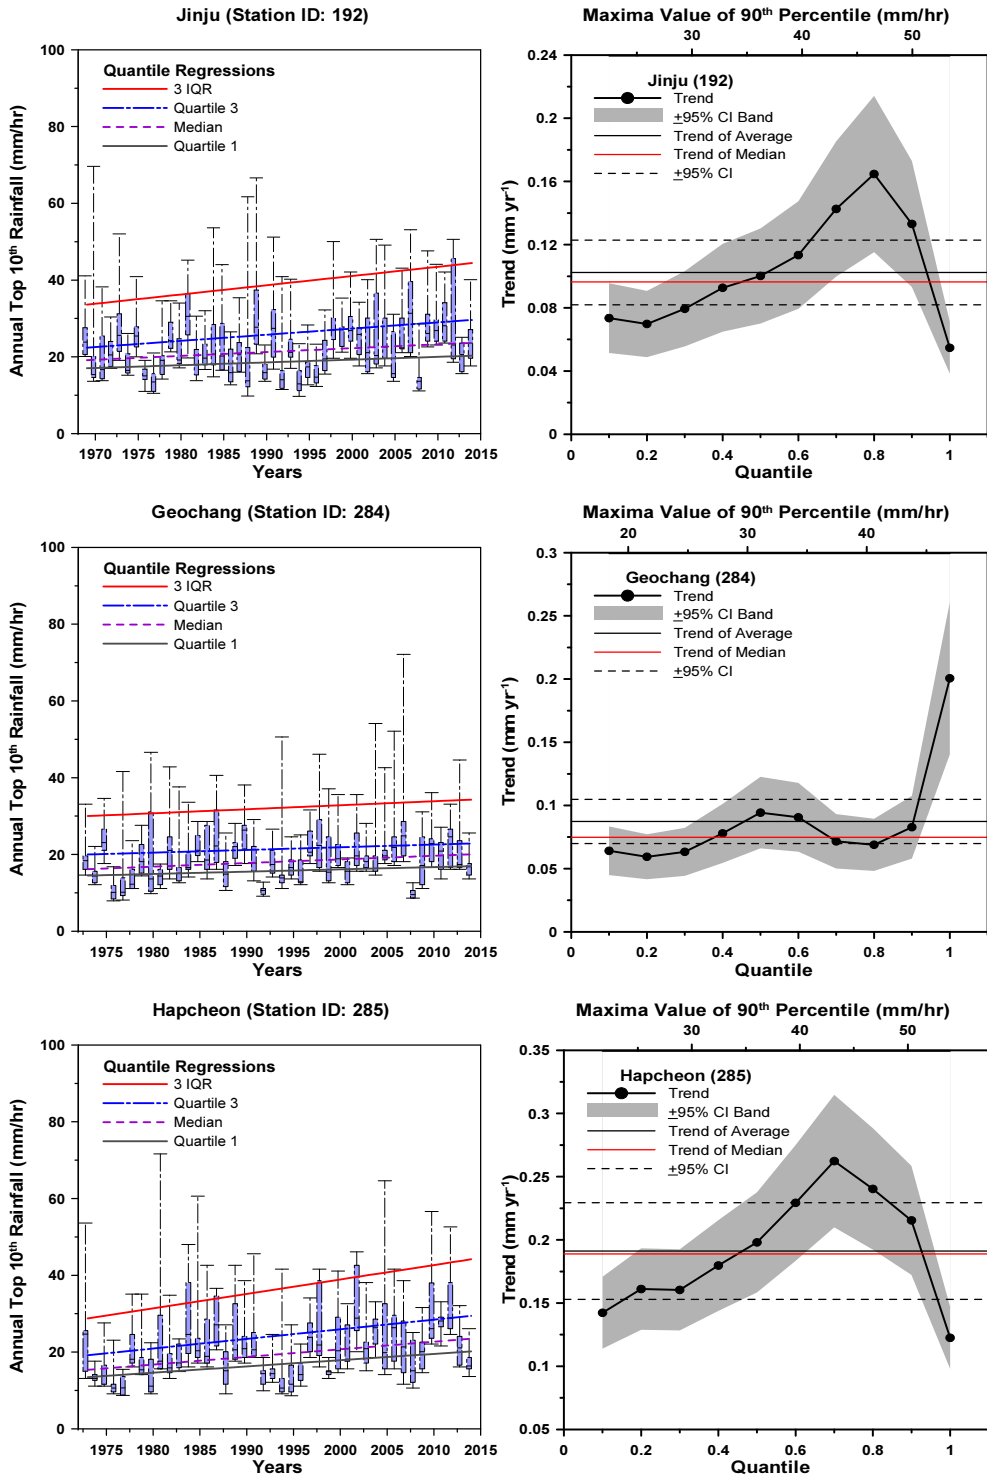 Jinju (Station ID: 192)
100
80
60
40
20
0
Annual Top 10th Rainfall (mm/hr)
Quantile Regressions
3 IQR
Quartile 3
Median
Quartile 1
1970 1975 1980 1985 1990 1995 2000 2005 2010 2015
Years
Maxima Value of 90th Percentile (mm/hr)
30 40 50
0.24
0.2
0.16
0.12
0.08
0.04
0
Trend (mm yr-1)
Jinju (192)
Trend
±95% CI Band
Trend of Average
Trend of Median
±95% CI
0 0.2 0.4 0.6 0.8 1
Quantile
Geochang (Station ID: 284)
100
80
60
40
20
0
Annual Top 10th Rainfall (mm/hr)
Quantile Regressions
3 IQR
Quartile 3
Median
Quartile 1
1975 1980 1985 1990 1995 2000 2005 2010 2015
Years
Maxima Value of 90th Percentile (mm/hr)
20 30 40
0.3
0.25
0.2
0.15
0.1
0.05
0
Trend (mm yr-1)
Geochang (284)
Trend
±95% CI Band
Trend of Average
Trend of Median
±95% CI
0 0.2 0.4 0.6 0.8 1
Quantile
Hapcheon (Station ID: 285)
100
80
60
40
20
0
Annual Top 10th Rainfall (mm/hr)
Quantile Regressions
3 IQR
Quartile 3
Median
Quartile 1
1975 1980 1985 1990 1995 2000 2005 2010 2015
Years
Maxima Value of 90th Percentile (mm/hr)
30 40 50
0.35
0.3
0.25
0.2
0.15
0.1
0.05
Trend (mm yr-1)
Hapcheon (285)
Trend
±95% CI Band
Trend of Average
Trend of Median
±95% CI
0 0.2 0.4 0.6 0.8 1
Quantile